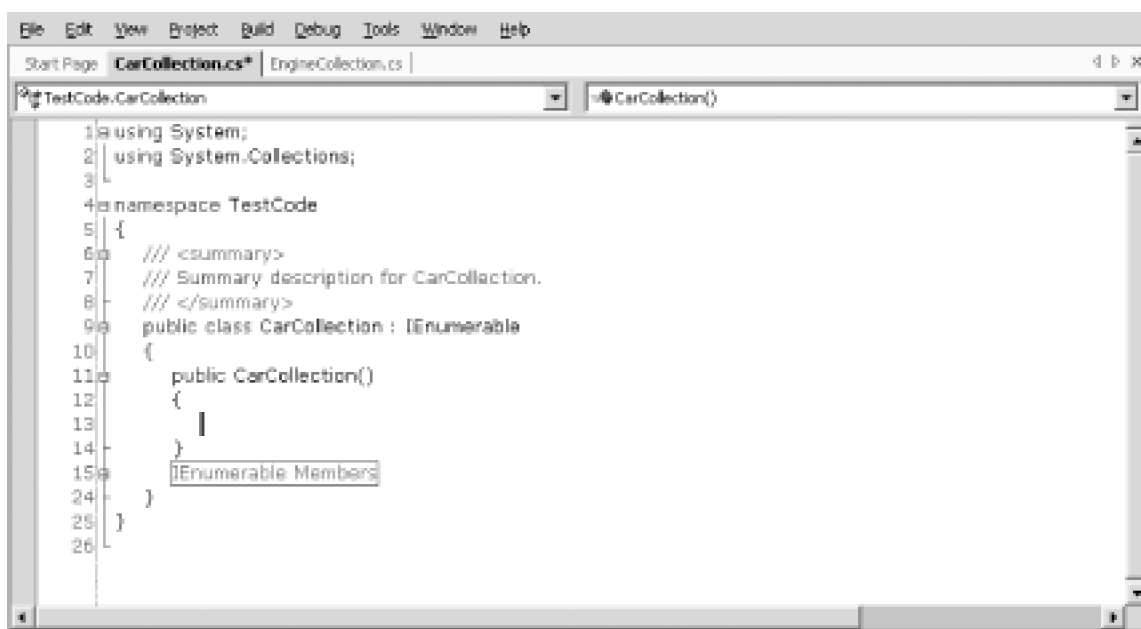 File Edit View Project Build Debug Tools Window Help
Start Page CarCollection.cs* EngineCollection.cs
TestCode.CarCollection CarCollection()
1 using System;
2 using System.Collections;
3
4 namespace TestCode
5 {
6 /// <summary>
7 /// Summary description for CarCollection.
8 /// </summary>
9 public class CarCollection : IEnumerable
10 {
11 public CarCollection()
12 {
13
14 }
15 IEnumerable Members
24 }
25 }
26